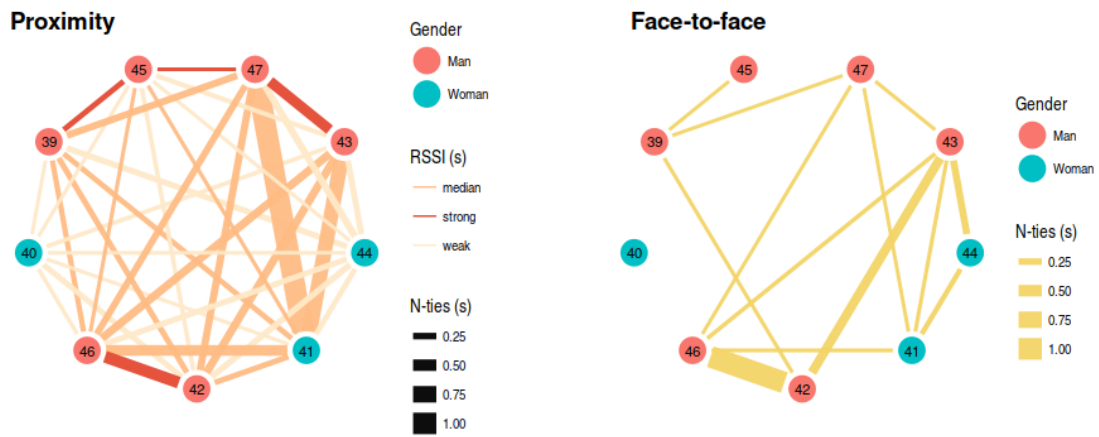 Proximity
45
47
39
43
40
44
46
41
42
Gender
Man
Woman
RSSI (s)
median
strong
weak
N-ties (s)
0.25
0.50
0.75
1.00
Face-to-face
45
47
39
43
40
44
46
41
42
Gender
Man
Woman
N-ties (s)
0.25
0.50
0.75
1.00